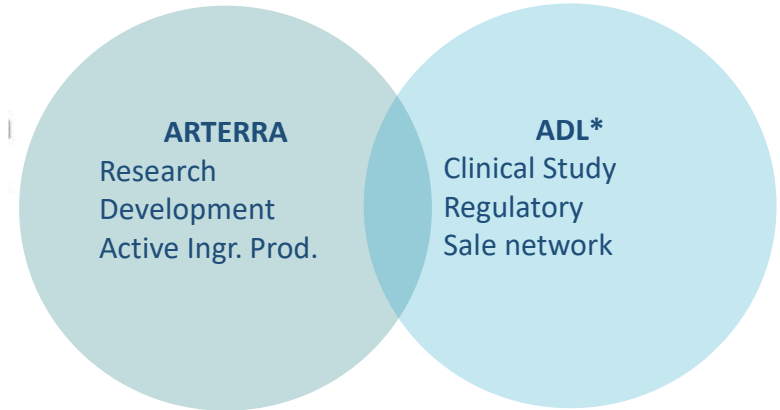 ARTERRA
Research
Development
Active Ingr. Prod.
ADL*
Clinical Study
Regulatory
Sale network